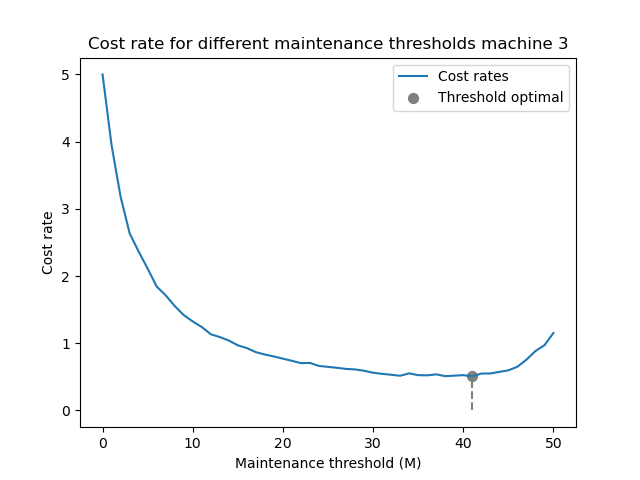 Cost rate for different maintenance thresholds machine 3
Cost rates
Threshold optimal
Cost rate
5
4
3
2
1
0
0 10 20 30 40 50
Maintenance threshold (M)